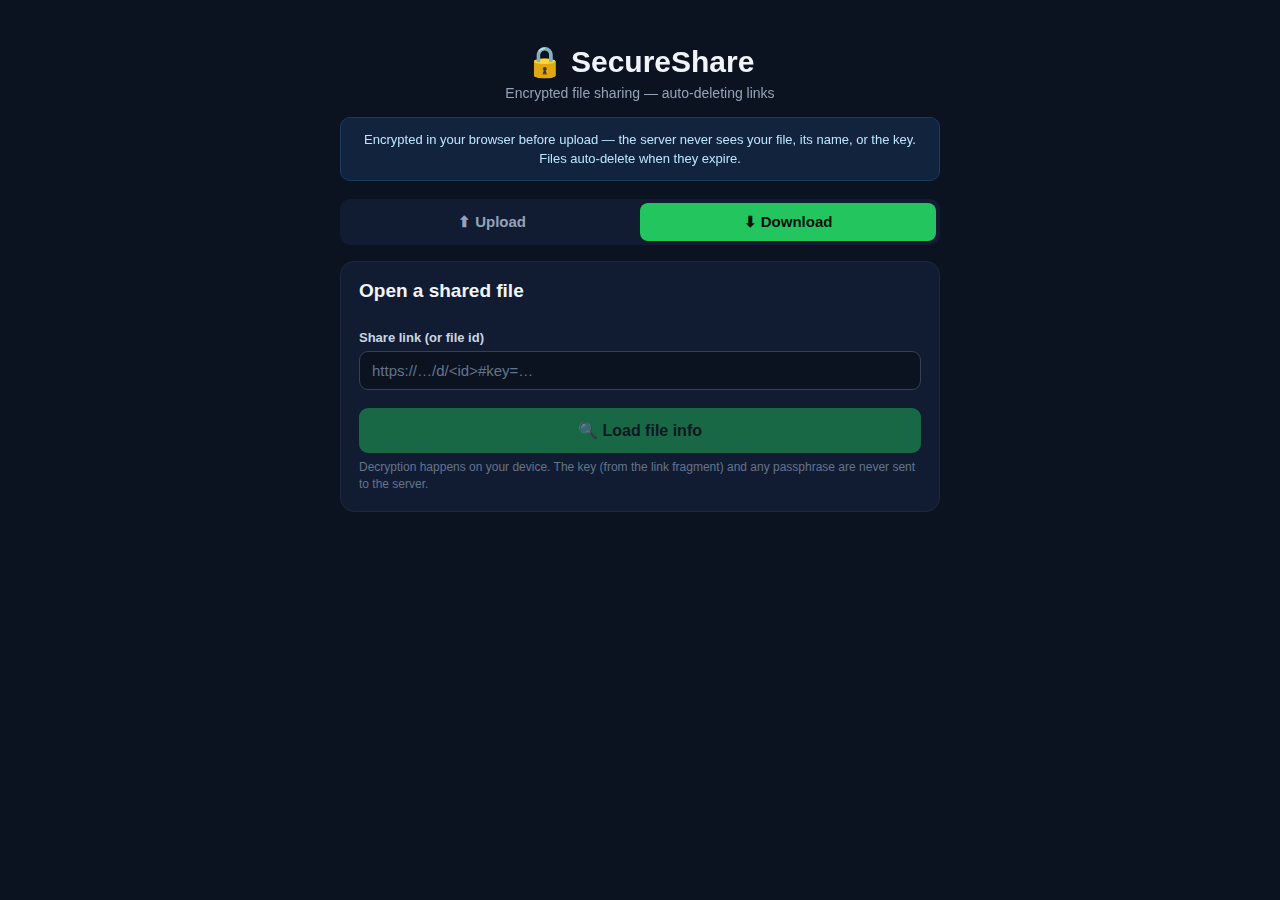 🔒 SecureShare
Encrypted file sharing — auto-deleting links
Encrypted in your browser before upload — the server never sees your file, its name, or the key.
Files auto-delete when they expire.
⬆ Upload
⬇ Download
Open a shared file
Share link (or file id)
https://…/d/<id>#key=…
🔍 Load file info
Decryption happens on your device. The key (from the link fragment) and any passphrase are never sent
to the server.